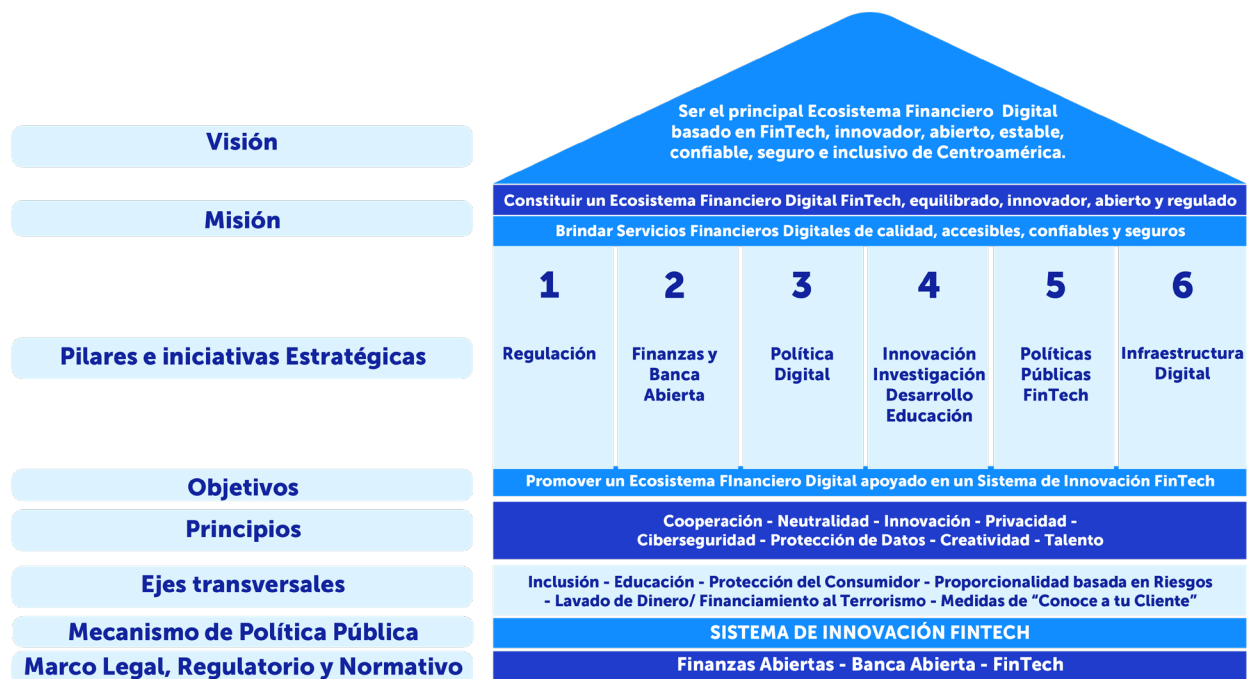 Visión
Ser el principal Ecosistema Financiero Digital
basado en FinTech, innovador, abierto, estable,
confiable, seguro e inclusivo de Centroamérica.
Misión
Constituir un Ecosistema Financiero Digital FinTech, equilibrado, innovador, abierto y regulado
Brindar Servicios Financieros Digitales de calidad, accesibles, confiables y seguros
Pilares e iniciativas Estratégicas
1
Regulación
2
Finanzas y
Banca
Abierta
3
Política
Digital
4
Innovación
Investigación
Desarrollo
Educación
5
Políticas
Públicas
FinTech
6
Infraestructura
Digital
Objetivos
Promover un Ecosistema FInanciero Digital apoyado en un Sistema de Innovación FinTech
Principios
Cooperación - Neutralidad - Innovación - Privacidad -
Ciberseguridad - Protección de Datos - Creatividad - Talento
Ejes transversales
Inclusión - Educación - Protección del Consumidor - Proporcionalidad basada en Riesgos
- Lavado de Dinero/ Financiamiento al Terrorismo - Medidas de “Conoce a tu Cliente”
Mecanismo de Política Pública
SISTEMA DE INNOVACIÓN FINTECH
Marco Legal, Regulatorio y Normativo
Finanzas Abiertas - Banca Abierta - FinTech